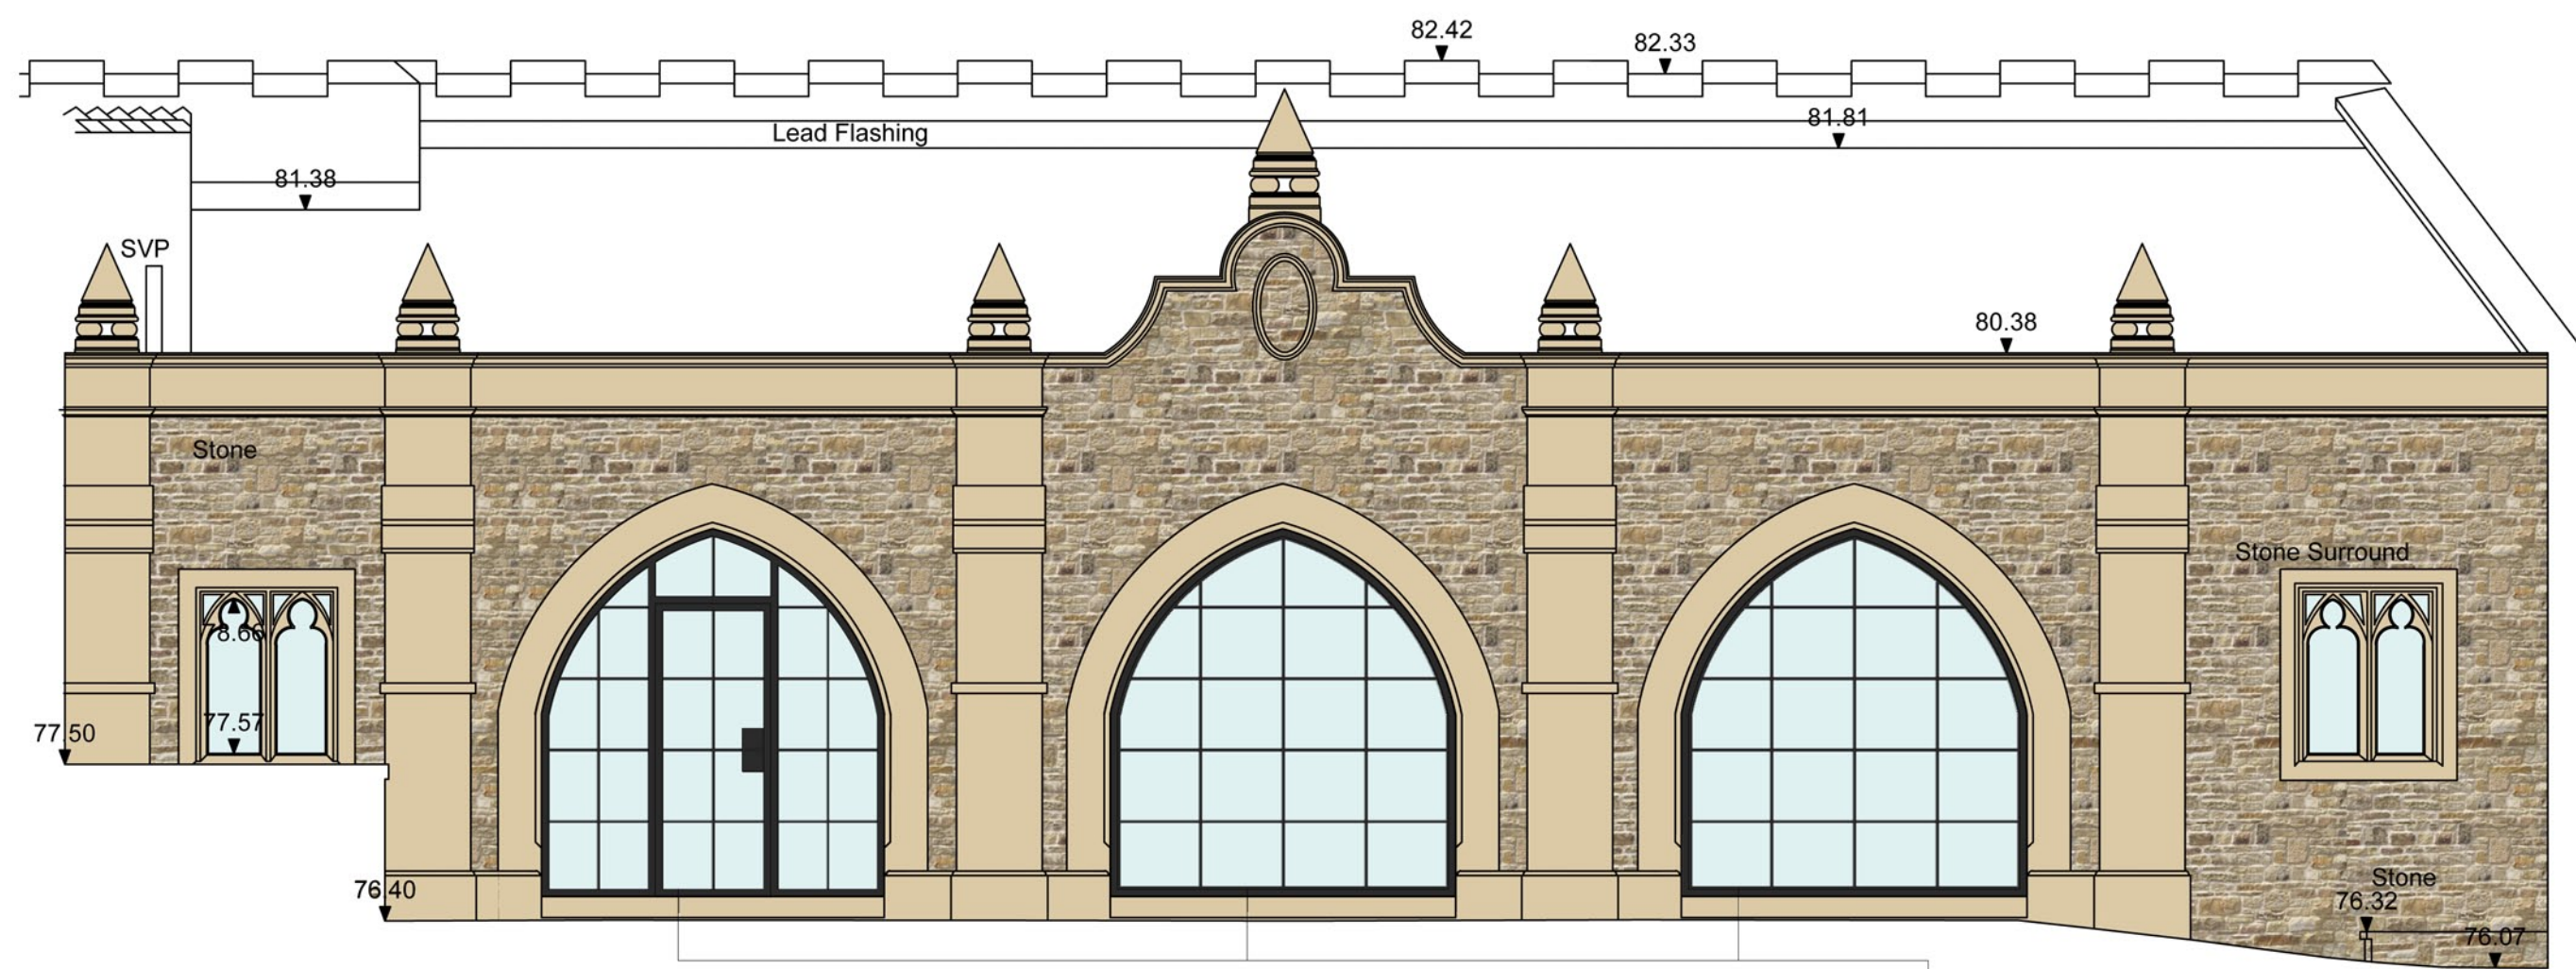 82.42
82.33
81.81
Lead Flashing
81.38
SVP
80.38
Stone
Stone Surround
78.66
77.57
77.50
76.40
Stone
76.32
76.07